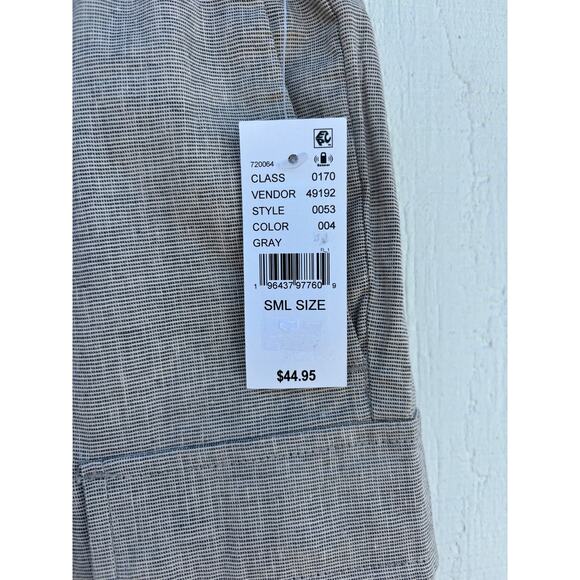 720064
CLASS 0170
VENDOR 49192
STYLE 0053
COLOR 004
GRAY
1 96437 97760 9
SML SIZE
$44.95